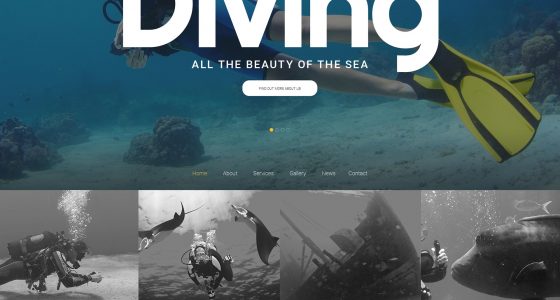 Diving
ALL THE BEAUTY OF THE SEA
FIND OUT MORE ABOUT US
Home About Services Gallery News Contact